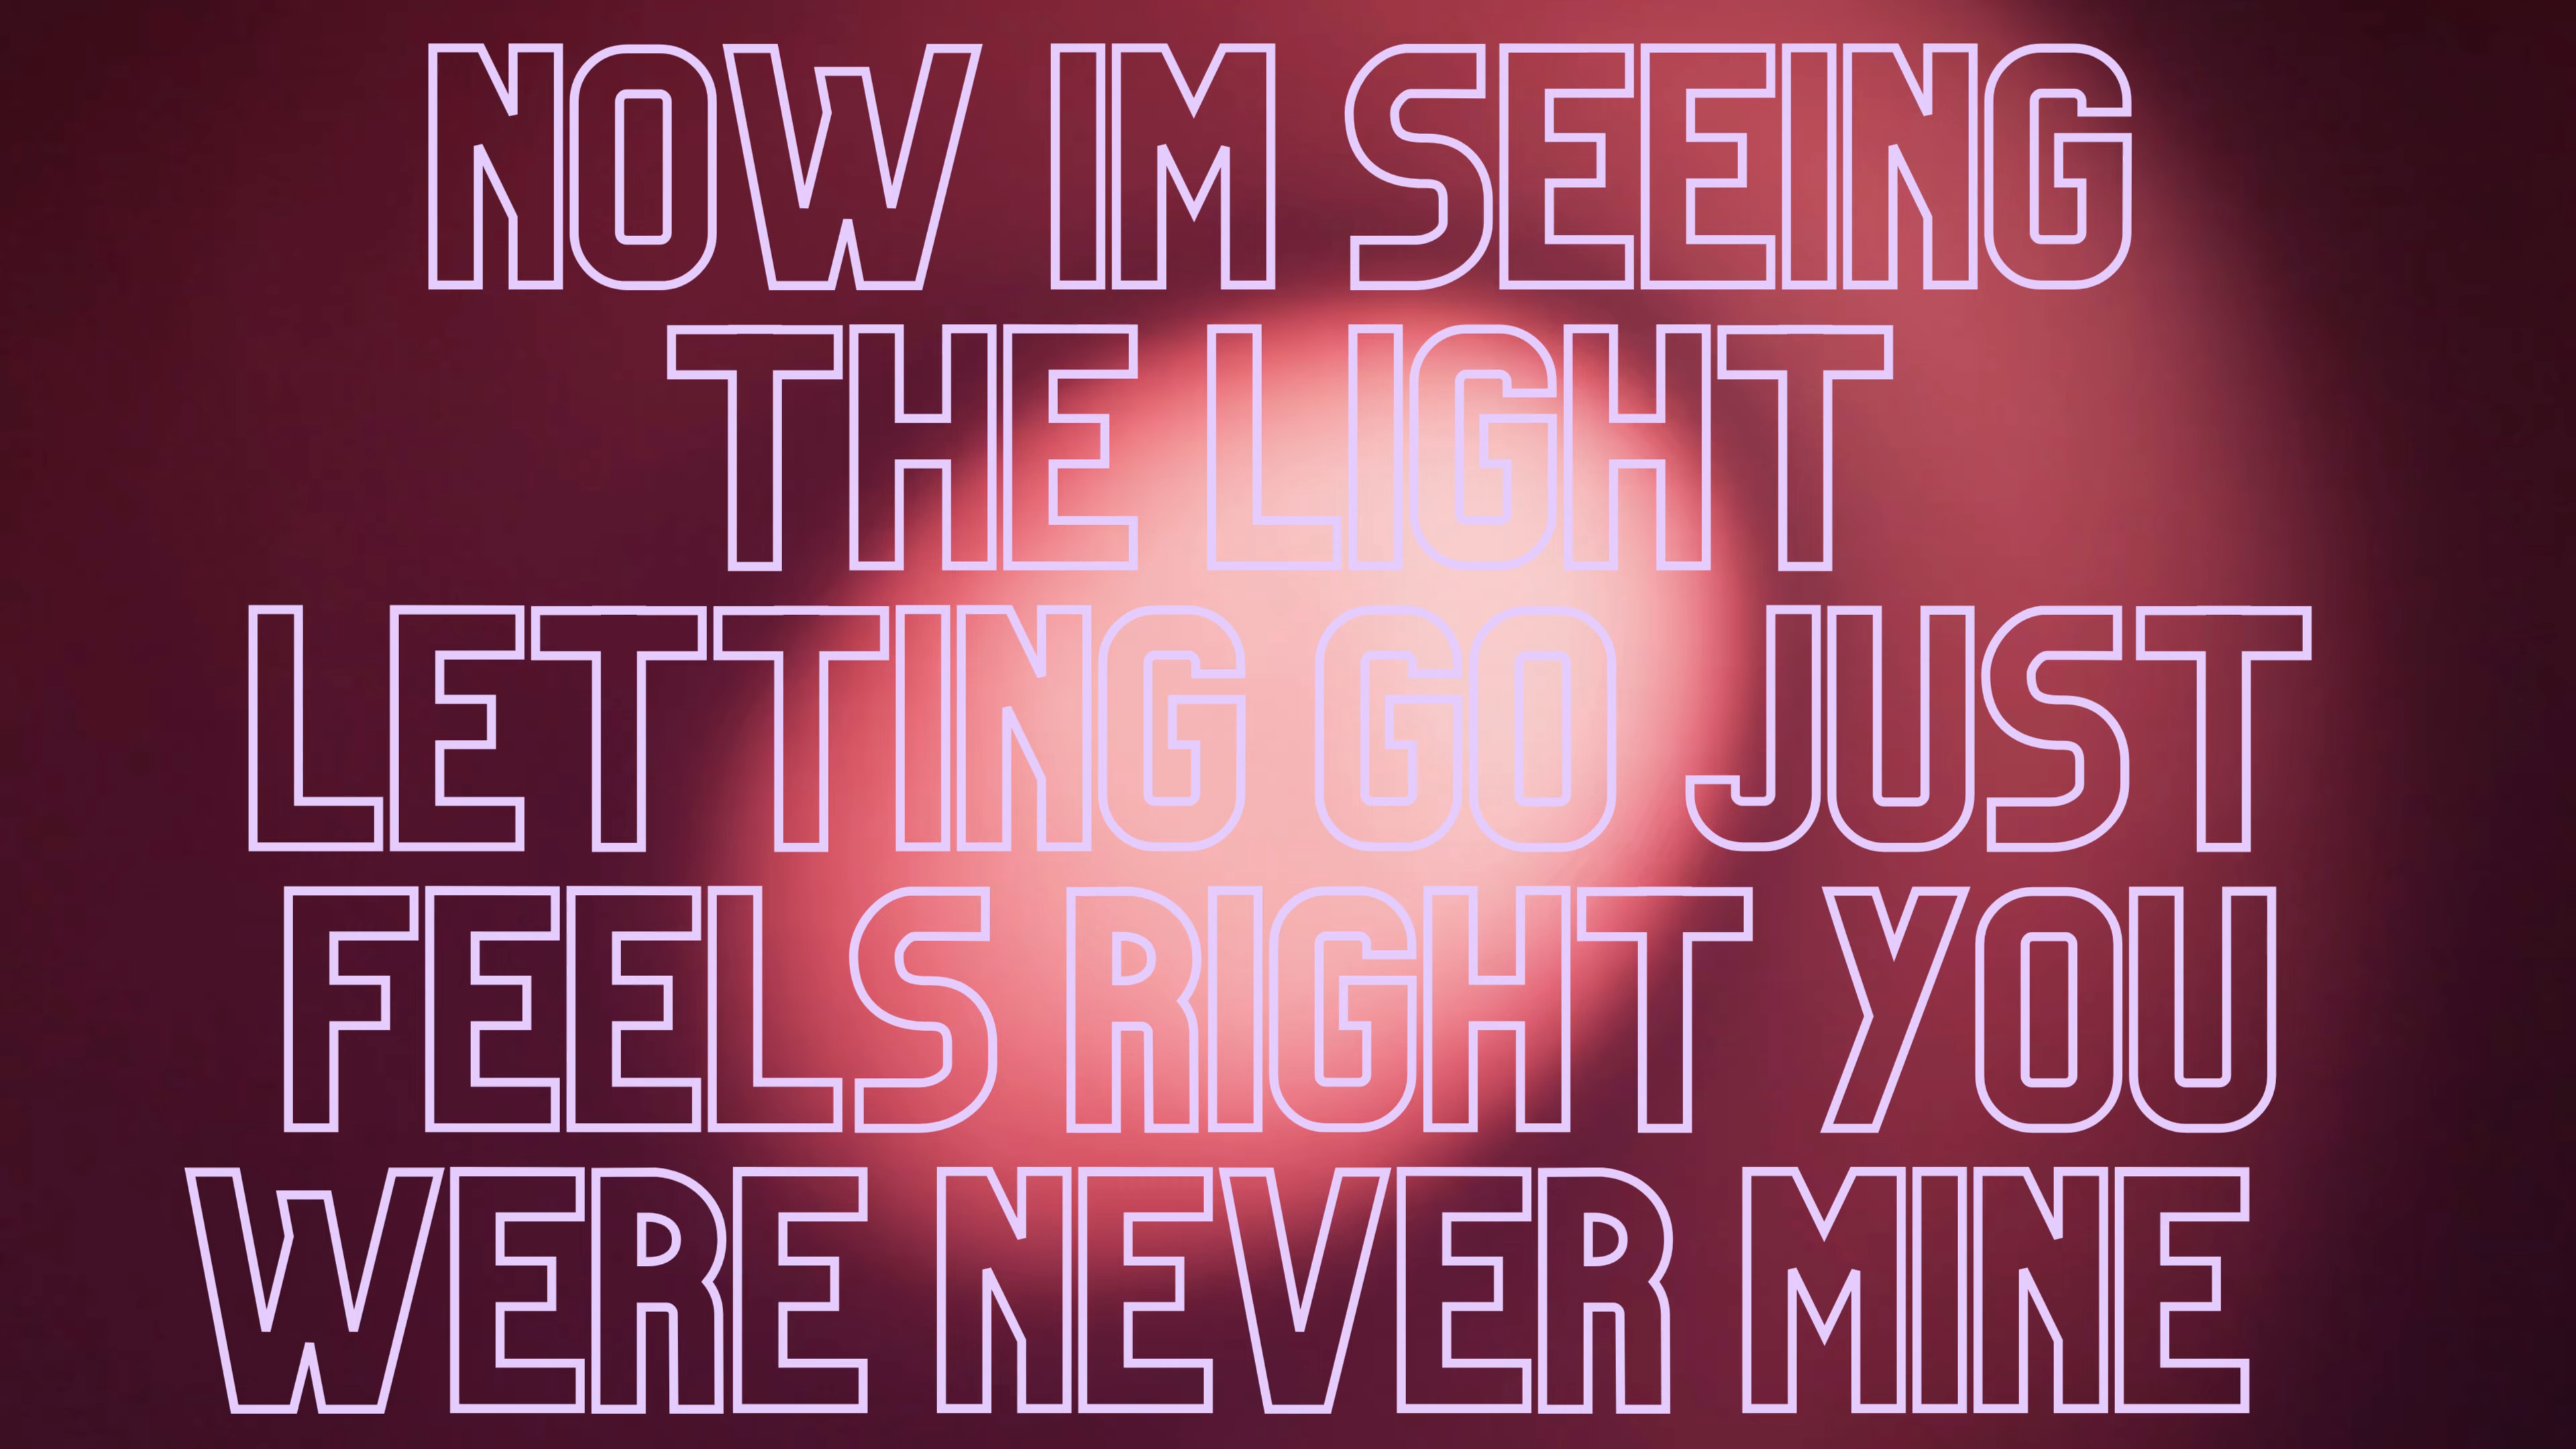 NOW IM SEEING
THE LIGHT
LETTING GO JUST
FEELS RIGHT YOU
WERE NEVER MINE